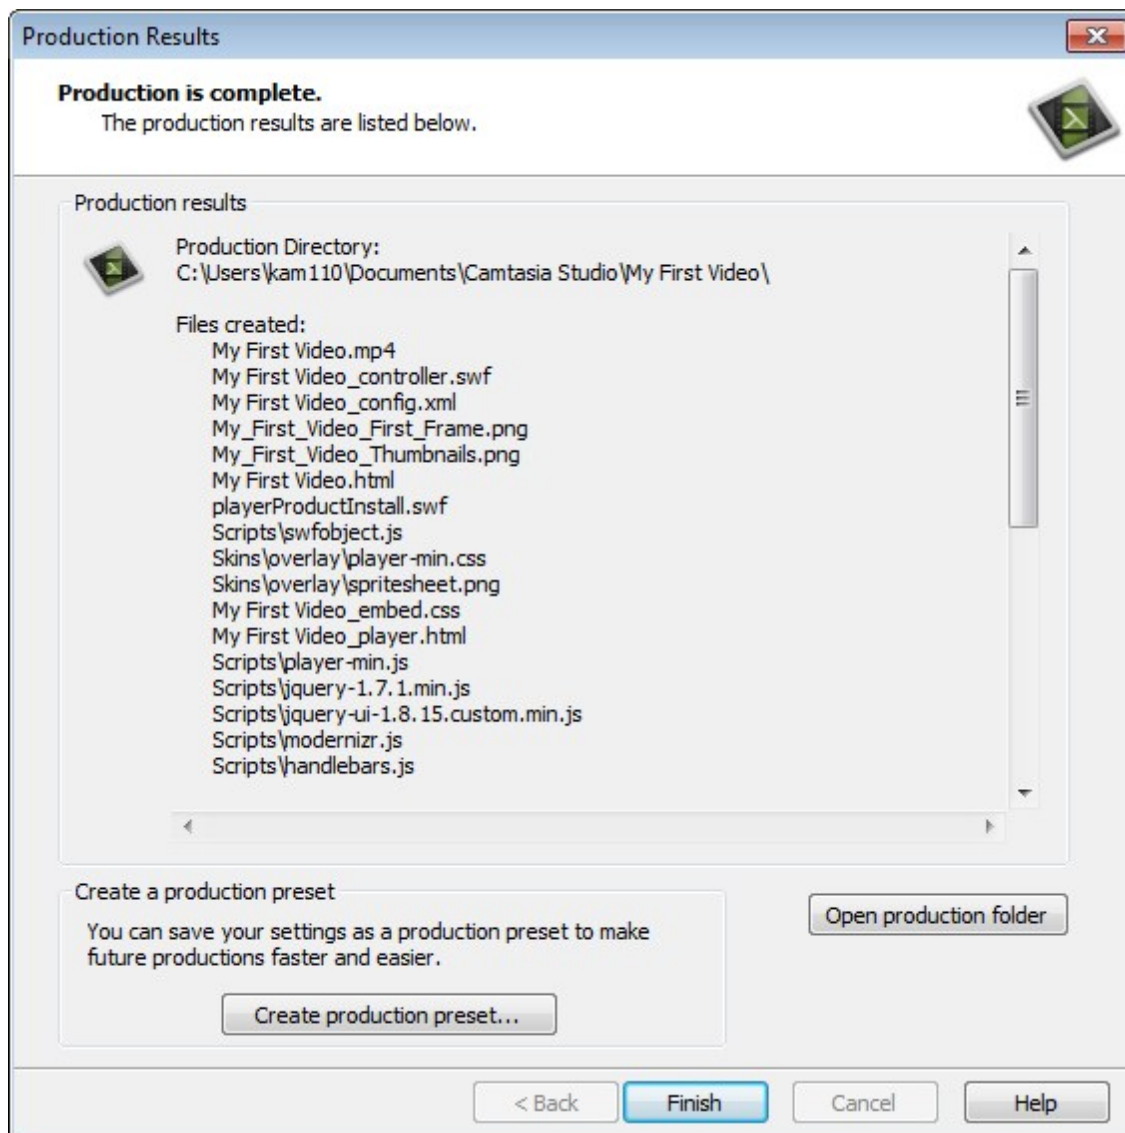 Production Results
Production is complete.
The production results are listed below.
Production results
Production Directory:
C:\Users\kam110\Documents\Camtasia Studio\My First Video\
Files created:
My First Video.mp4
My First Video_controller.swf
My First Video_config.xml
My_First_Video_First_Frame.png
My_First_Video_Thumbnails.png
My First Video.html
playerProductInstall.swf
Scripts\swfobject.js
Skins\overlay\player-min.css
Skins\overlay\spritesheet.png
My First Video_embed.css
My First Video_player.html
Scripts\player-min.js
Scripts\jquery-1.7.1.min.js
Scripts\jquery-ui-1.8.15.custom.min.js
Scripts\modernizr.js
Scripts\handlebars.js
Create a production preset
You can save your settings as a production preset to make
future productions faster and easier.
Create production preset...
Open production folder
< Back
Finish
Cancel
Help